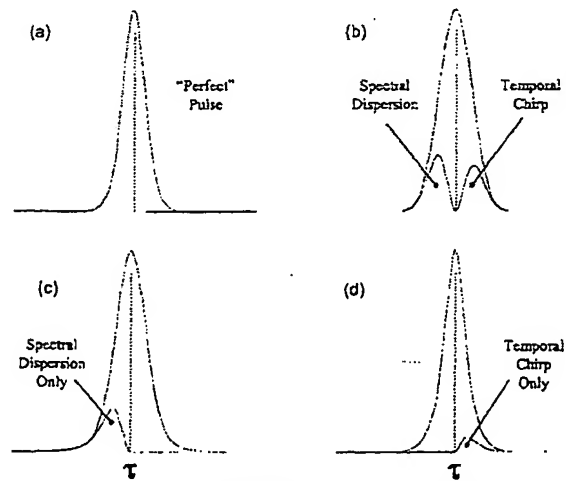 (a)
"Perfect"
Pulse
(b)
Spectral
Dispersion
Temporal
Chirp
(c)
Spectral
Dispersion
Only
τ
(d)
Temporal
Chirp
Only
τ